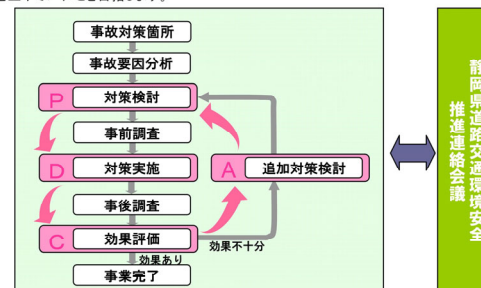 事故対策箇所
事故要因分析
P 対策検討
事前調査
D 対策実施
A 追加対策検討
事後調査
C 効果評価
効果不十分
効果あり
事業完了
静岡県道路交通環境安全
推進連絡会議